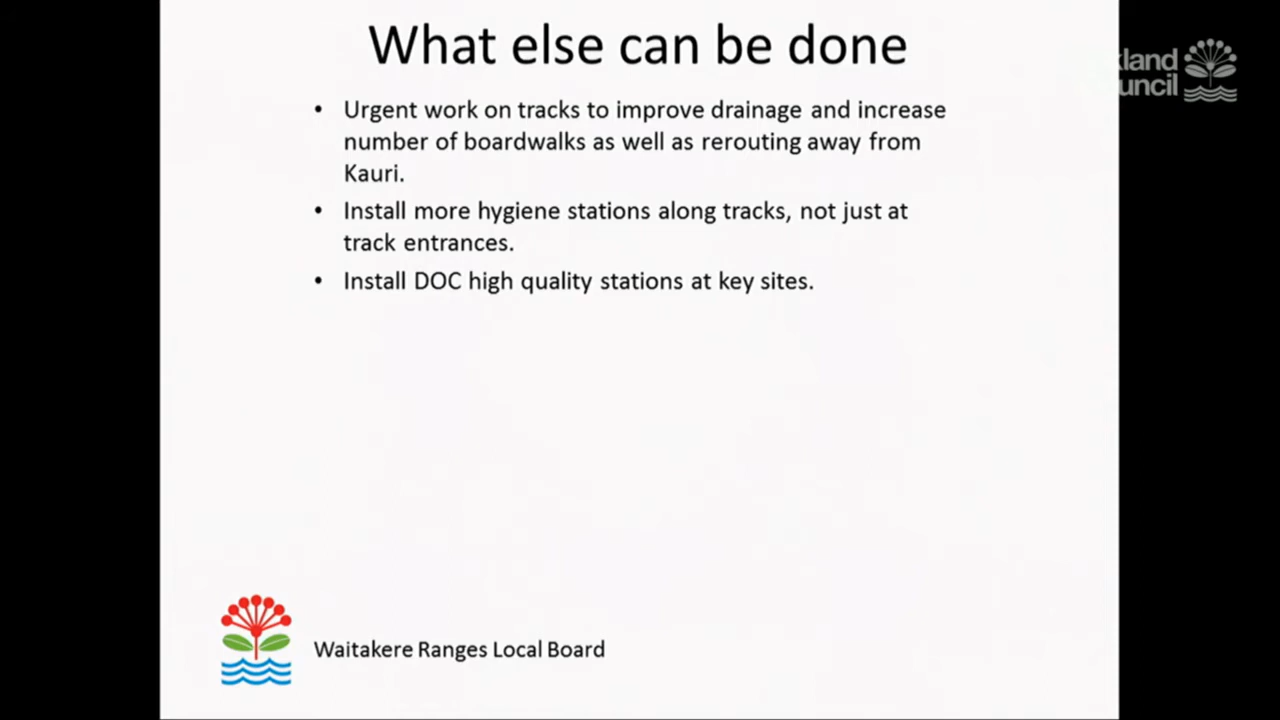 What else can be done
• Urgent work on tracks to improve drainage and increase
number of boardwalks as well as rerouting away from
Kauri.
• Install more hygiene stations along tracks, not just at
track entrances.
• Install DOC high quality stations at key sites.
Waitakere Ranges Local Board